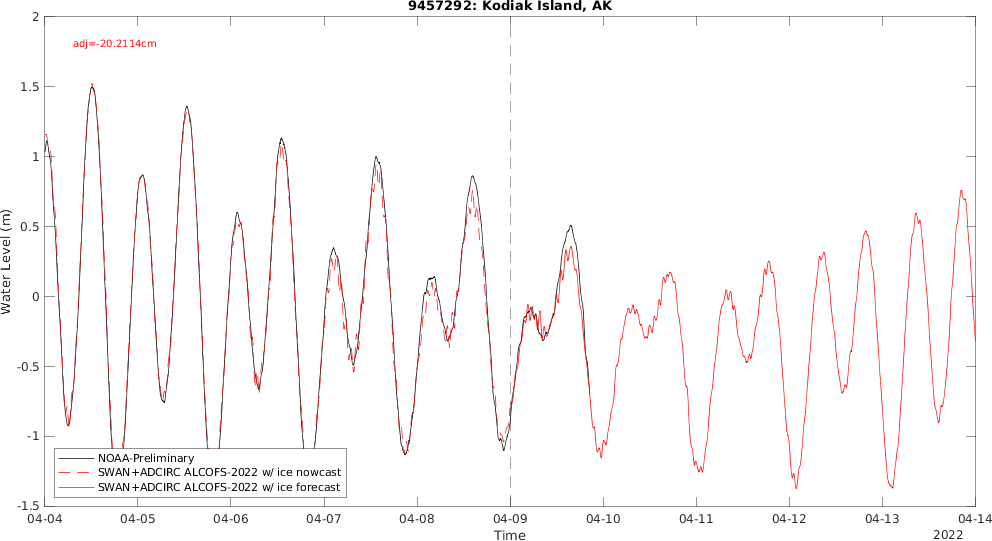 9457292: Kodiak Island, AK
adj=-20.2114cm
Water Level (m)
2
1.5
1
0.5
0
-0.5
-1
-1.5
NOAA-Preliminary
SWAN+ADCIRC ALCOFS-2022 w/ ice nowcast
SWAN+ADCIRC ALCOFS-2022 w/ ice forecast
04-04 04-05 04-06 04-07 04-08 04-09 04-10 04-11 04-12 04-13 04-14
Time
2022